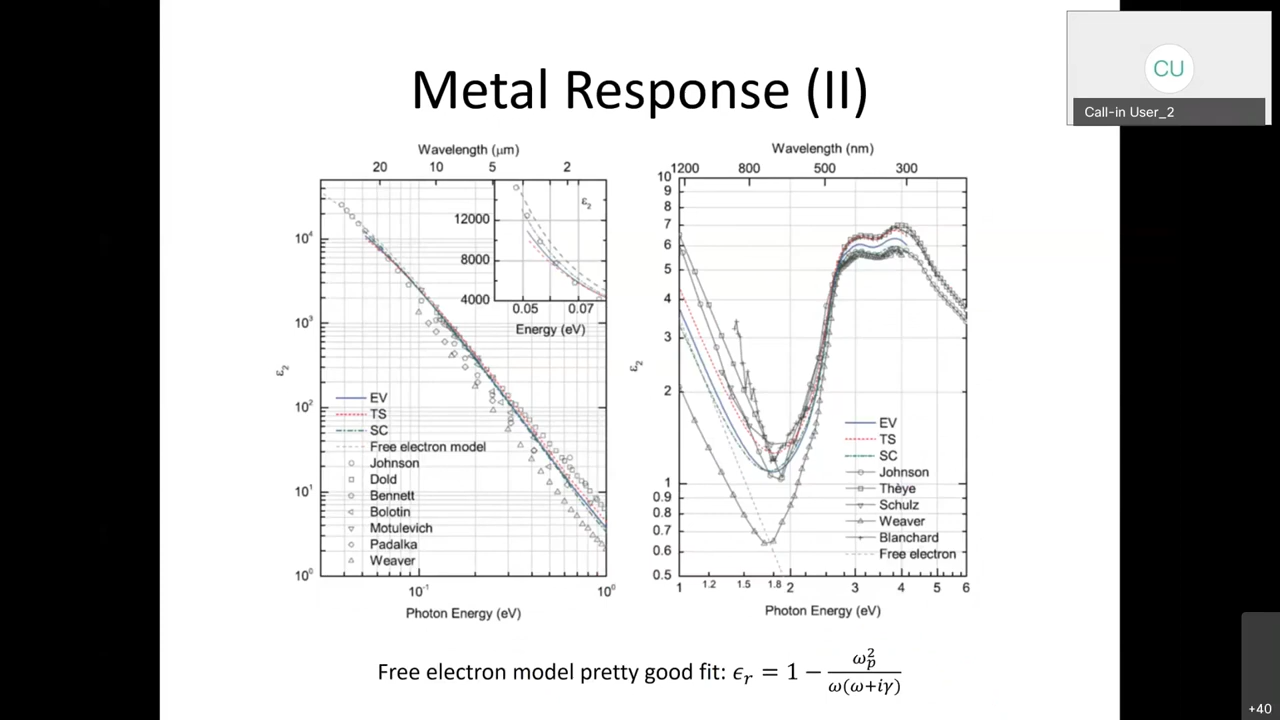 Metal Response (II)
CU
Call-in User_2
Wavelength (μm)
20 10 5 2
ε2
10⁴
10³
10²
10¹
10⁰
ε₂
12000
8000
4000
0.05 0.07
Energy (eV)
EV
TS
SC
Free electron model
Johnson
Dold
Bennett
Bolotin
Motulevich
Padalka
Weaver
10⁻¹ 10⁰
Photon Energy (eV)
Wavelength (nm)
1200 800 500 300
ε₂
10
9
8
7
6
5
4
3
2
1
0.9
0.8
0.7
0.6
0.5
EV
TS
SC
Johnson
Thèye
Schulz
Weaver
Blanchard
Free electron
1 1.2 1.5 1.8 2 3 4 5 6
Photon Energy (eV)
Free electron model pretty good fit: ϵᵣ = 1 − ωₚ²/ω(ω+iγ)
+40